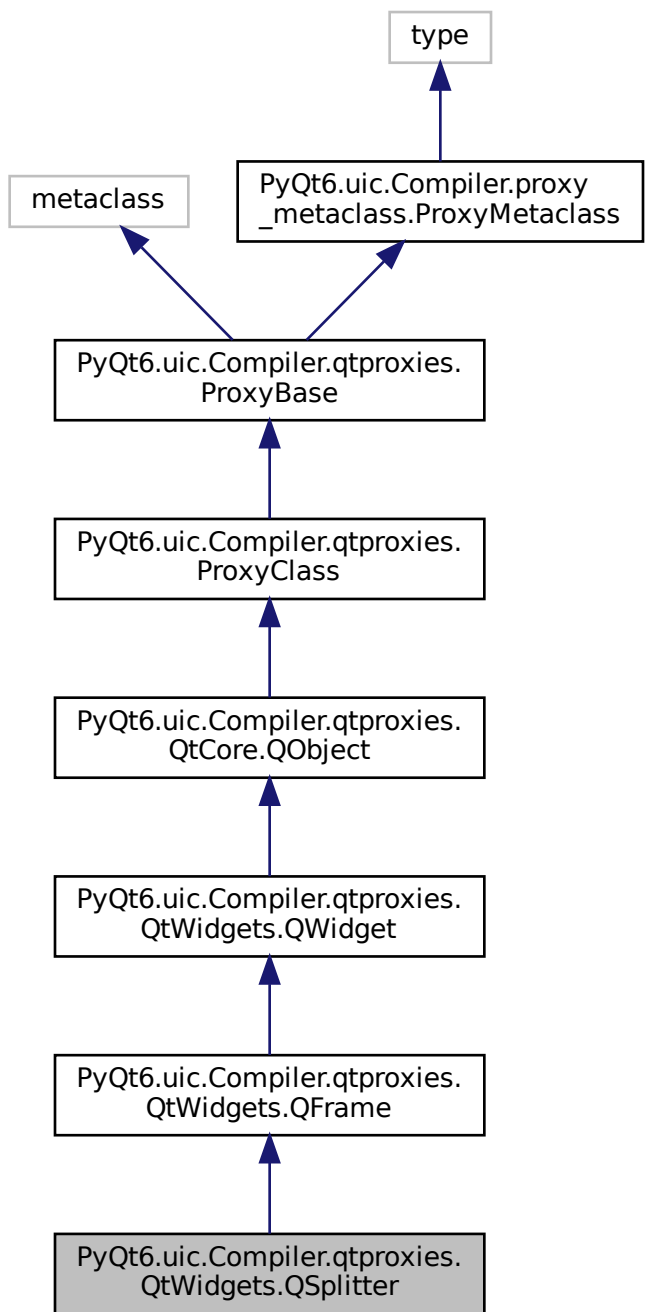 type
metaclass
PyQt6.uic.Compiler.proxy
_metaclass.ProxyMetaclass
PyQt6.uic.Compiler.qtproxies.
ProxyBase
PyQt6.uic.Compiler.qtproxies.
ProxyClass
PyQt6.uic.Compiler.qtproxies.
QtCore.QObject
PyQt6.uic.Compiler.qtproxies.
QtWidgets.QWidget
PyQt6.uic.Compiler.qtproxies.
QtWidgets.QFrame
PyQt6.uic.Compiler.qtproxies.
QtWidgets.QSplitter